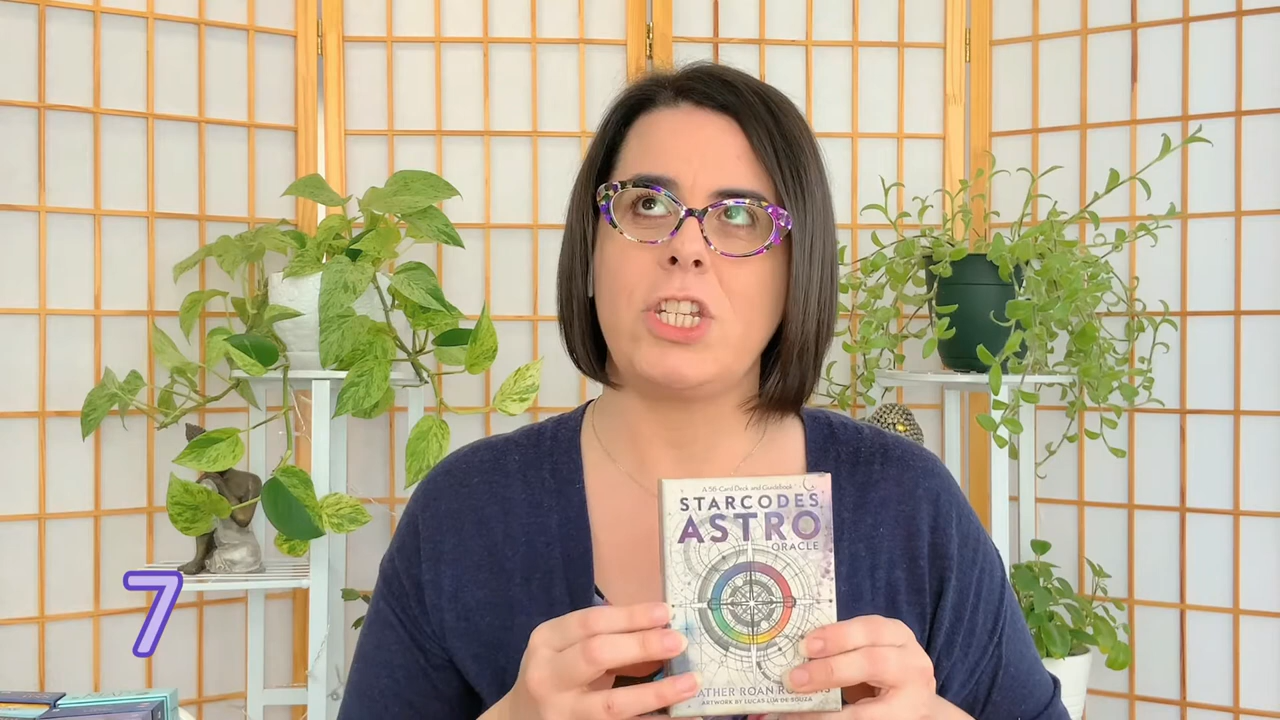 A 56-Card Deck and Guidebook
STARCODES
ASTRO
ORACLE
ARTWORK BY LUCAS LUA DE SOUZA
7